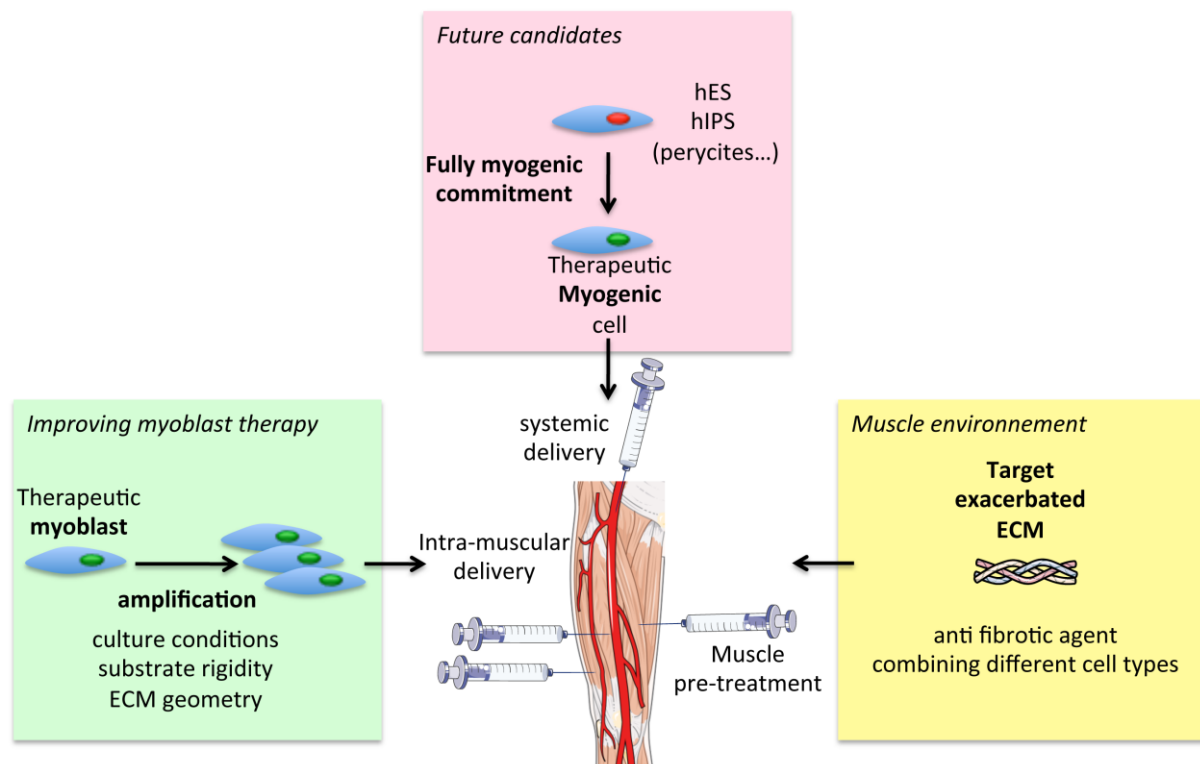 Future candidates
hES
hIPS
(perycites...)
Fully myogenic
commitment
Therapeutic
Myogenic
cell
systemic
delivery
Improving myoblast therapy
Therapeutic
myoblast
amplification
culture conditions
substrate rigidity
ECM geometry
Intra-muscular
delivery
Muscle
pre-treatment
Muscle environnement
Target
exacerbated
ECM
anti fibrotic agent
combining different cell types